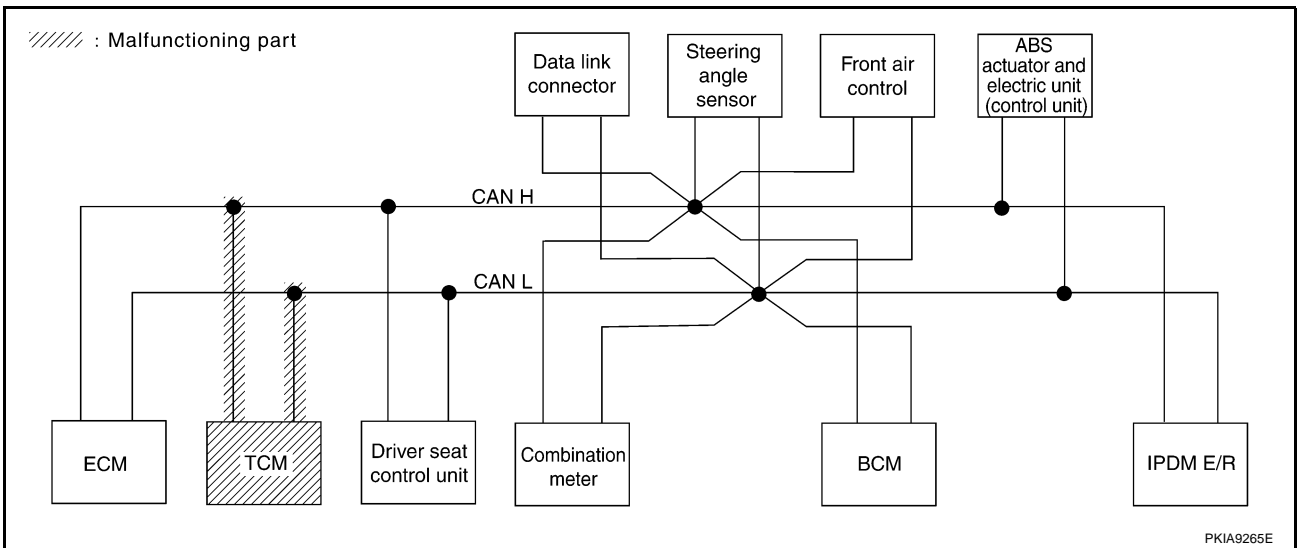 : Malfunctioning part
Data link
connector
Steering
angle
sensor
Front air
control
ABS
actuator and
electric unit
(control unit)
CAN H
CAN L
ECM
TCM
Driver seat
control unit
Combination
meter
BCM
IPDM E/R
PKIA9265E